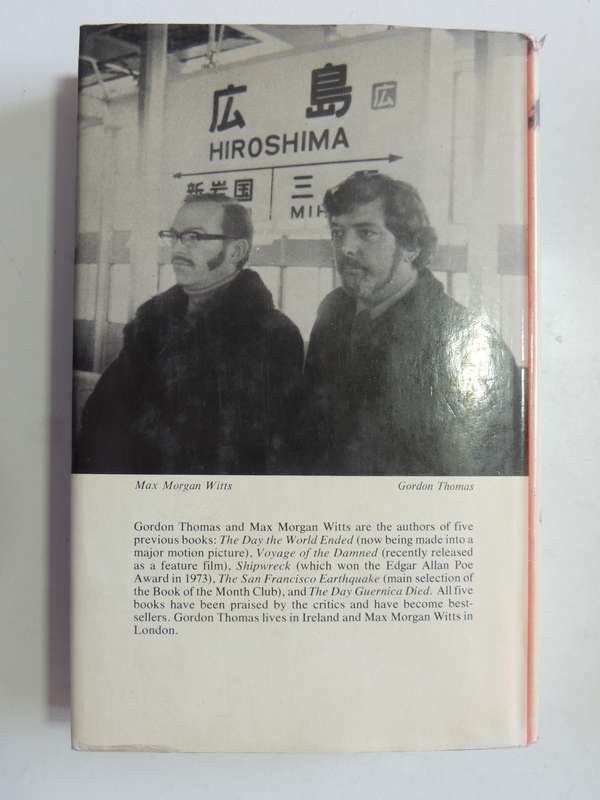 広島 広
HIROSHIMA
新岩国 三
MIH
Max Morgan Witts Gordon Thomas
Gordon Thomas and Max Morgan Witts are the authors of five
previous books: The Day the World Ended (now being made into a
major motion picture), Voyage of the Damned (recently released
as a feature film), Shipwreck (which won the Edgar Allan Poe
Award in 1973), The San Francisco Earthquake (main selection of
the Book of the Month Club), and The Day Guernica Died. All five
books have been praised by the critics and have become best-
sellers. Gordon Thomas lives in Ireland and Max Morgan Witts in
London.